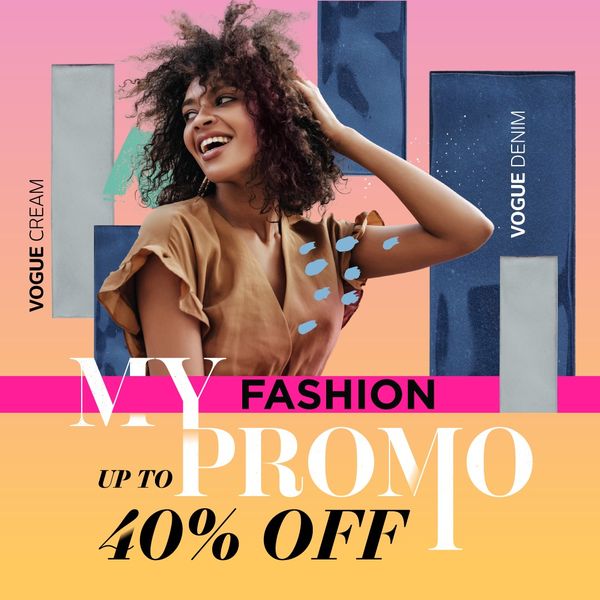 VOGUE CREAM
VOGUE DENIM
MY FASHION
PROMO
UP TO
40% OFF